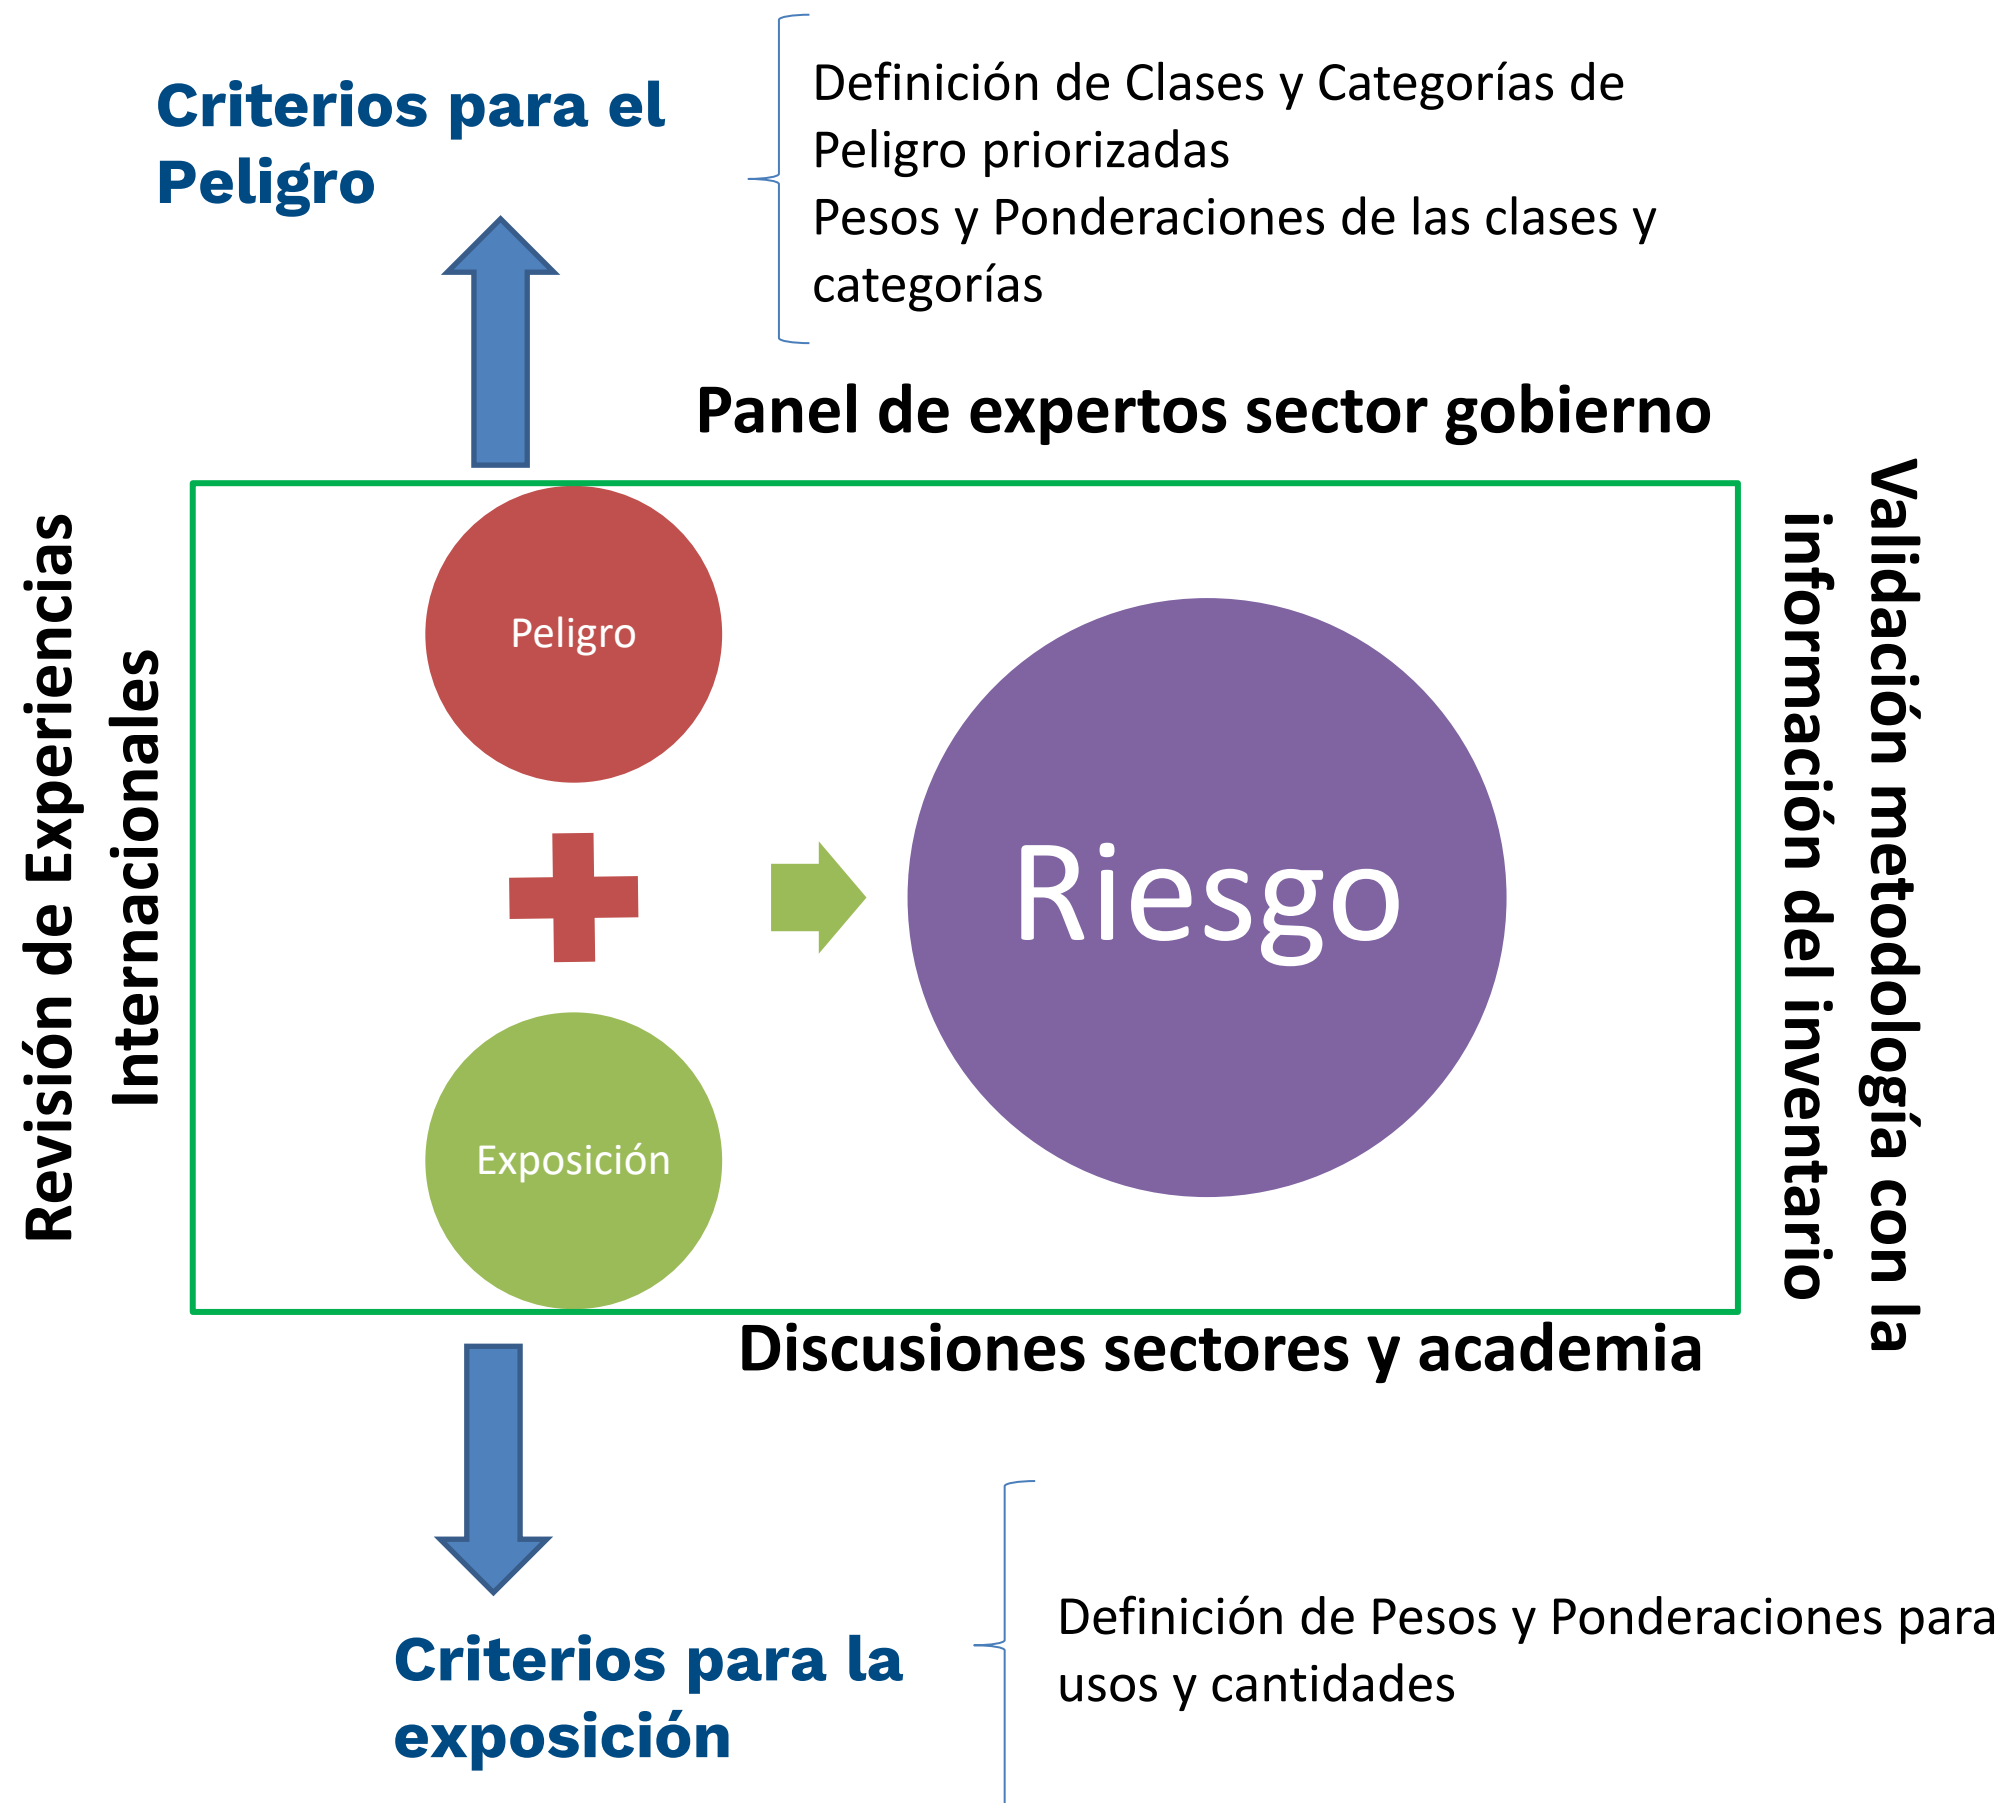 Criterios para el
Peligro
Definición de Clases y Categorías de
Peligro priorizadas
Pesos y Ponderaciones de las clases y
categorías
Panel de expertos sector gobierno
Revisión de Experiencias
Internacionales
Peligro
Exposición
Riesgo
Validación metodología con la
información del inventario
Discusiones sectores y academia
Criterios para la
exposición
Definición de Pesos y Ponderaciones para
usos y cantidades